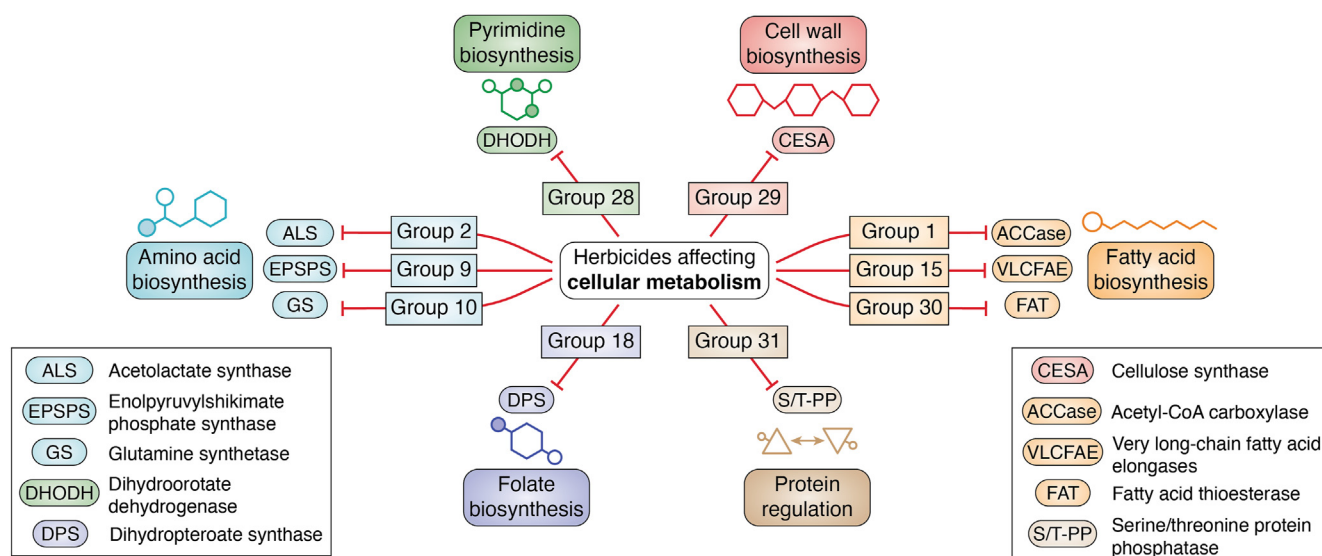 Pyrimidine
biosynthesis
Cell wall
biosynthesis
DHODH
CESA
Group 28
Group 29
Amino acid
biosynthesis
ALS
Group 2
EPSPS
Group 9
GS
Group 10
Herbicides affecting
cellular metabolism
Group 1
ACCase
Group 15
VLCFAE
Group 30
FAT
Fatty acid
biosynthesis
Group 18
Group 31
DPS
S/T-PP
Folate
biosynthesis
Protein
regulation
ALS Acetolactate synthase
EPSPS Enolpyruvylshikimate
phosphate synthase
GS Glutamine synthetase
DHODH Dihydroorotate
dehydrogenase
DPS Dihydropteroate synthase
CESA Cellulose synthase
ACCase Acetyl-CoA carboxylase
VLCFAE Very long-chain fatty acid
elongases
FAT Fatty acid thioesterase
S/T-PP Serine/threonine protein
phosphatase